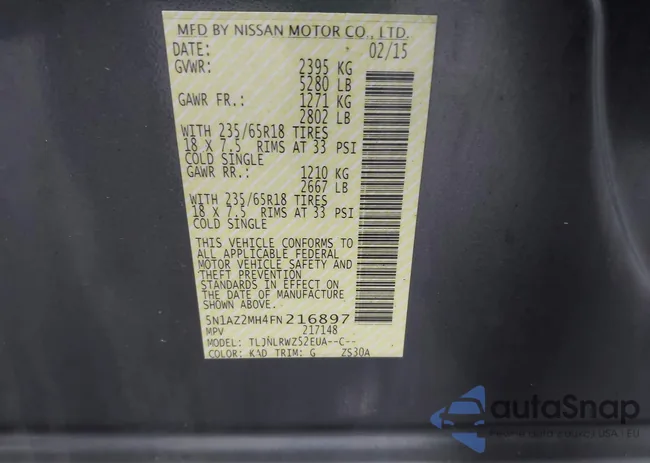 MFD BY NISSAN MOTOR CO., LTD.
DATE: 02/15
GVWR: 2395 KG
5280 LB
GAWR FR.: 1271 KG
2802 LB
WITH 235/65R18 TIRES
18 X 7.5 RIMS AT 33 PSI
COLD SINGLE
GAWR RR.: 1210 KG
2667 LB
WITH 235/65R18 TIRES
18 X 7.5 RIMS AT 33 PSI
COLD SINGLE
THIS VEHICLE CONFORMS TO
ALL APPLICABLE FEDERAL
MOTOR VEHICLE SAFETY AND
THEFT PREVENTION
STANDARDS IN EFFECT ON
THE DATE OF MANUFACTURE
SHOWN ABOVE.
5N1AZ2MH4FN216897
MPV 217148
MODEL: TLJNLRWZ52EUA--C--
COLOR: KAD TRIM: G ZS30A
autoSnap
USA | EU